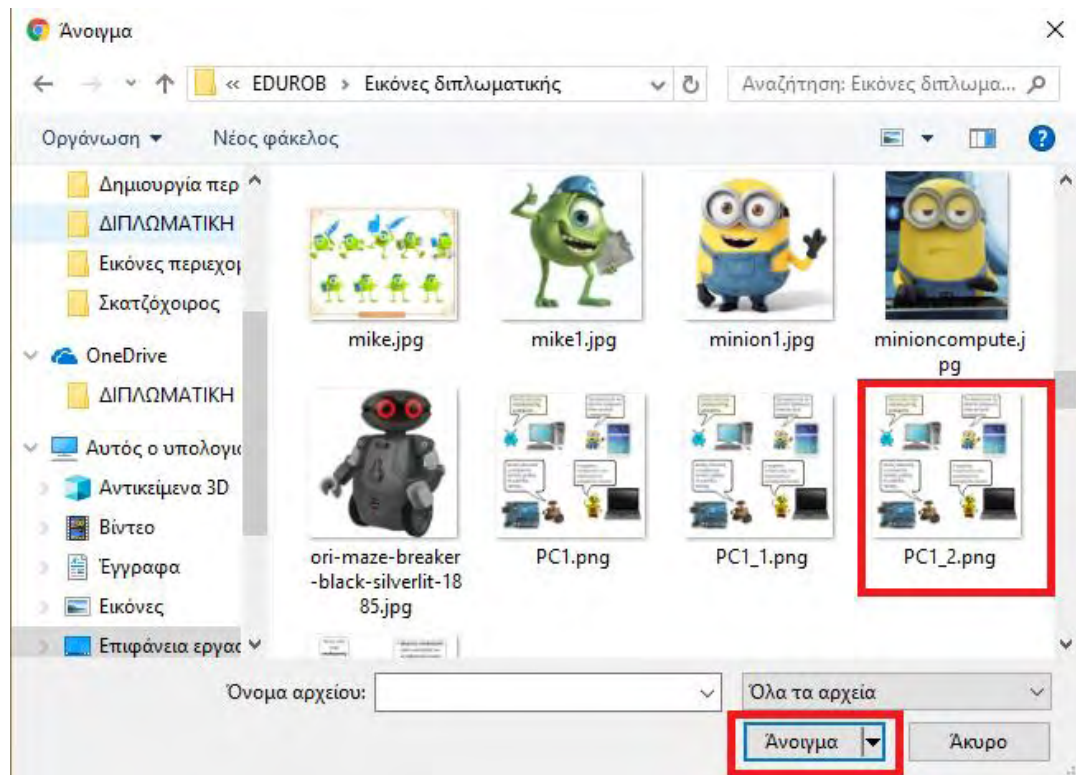 Άνοιγμα
« EDUROB › Εικόνες διπλωματικής
Αναζήτηση: Εικόνες διπλωμα...
Οργάνωση
Νέος φάκελος
Δημιουργία περ
ΔΙΠΛΩΜΑΤΙΚΗ
Εικόνες περιεχομ
Σκατζόχοιρος
OneDrive
ΔΙΠΛΩΜΑΤΙΚΗ
Αυτός ο υπολογισ
Αντικείμενα 3D
Βίντεο
Έγγραφα
Εικόνες
Επιφάνεια εργασ
mike.jpg
mike1.jpg
minion1.jpg
minioncompute.j
pg
ori-maze-breaker
-black-silverlit-18
85.jpg
PC1.png
PC1_1.png
PC1_2.png
Όνομα αρχείου:
Όλα τα αρχεία
Άνοιγμα
Άκυρο